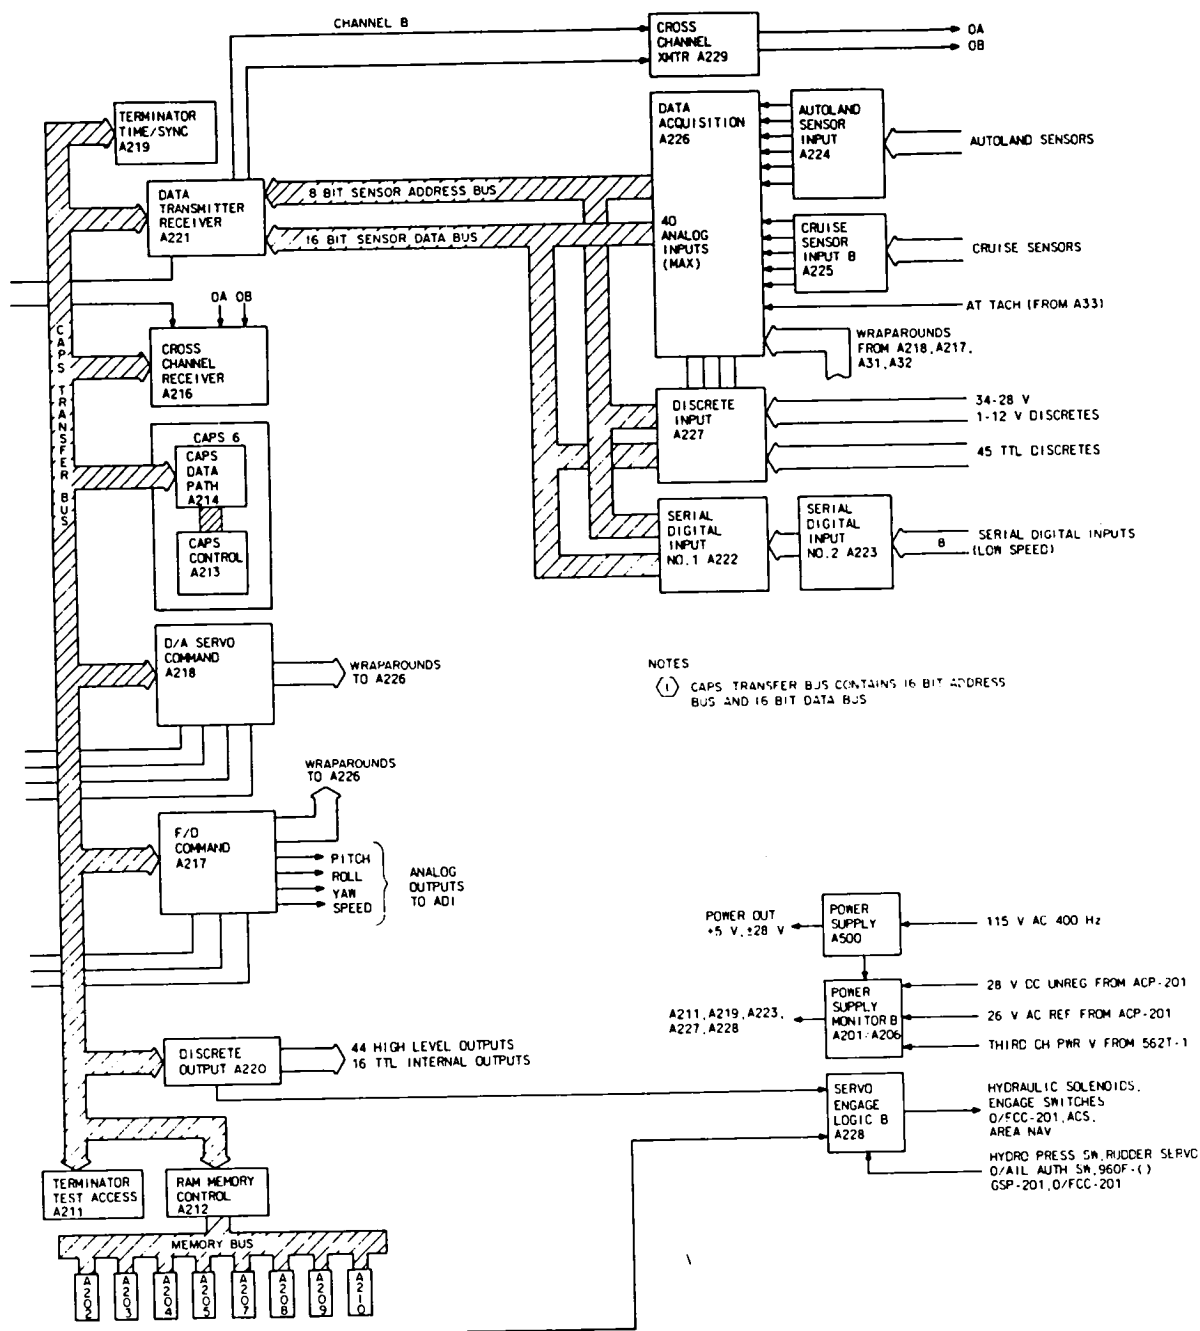 CHANNEL B
CROSS
CHANNEL
XMTR A229
OA
OB
TERMINATOR
TIME/SYNC
A219
DATA
ACQUISITION
A226
40
ANALOG
INPUTS
(MAX)
AUTOLAND
SENSOR
INPUT
A224
AUTOLAND SENSORS
DATA
TRANSMITTER
RECEIVER
A221
8 BIT SENSOR ADDRESS BUS
16 BIT SENSOR DATA BUS
CRUISE
SENSOR
INPUT B
A225
CRUISE SENSORS
AT TACH (FROM A33)
OA OB
WRAPAROUNDS
FROM A218, A217,
A31, A32
CAPS TRANSFER BUS
CROSS
CHANNEL
RECEIVER
A216
DISCRETE
INPUT
A227
34-28 V
1-12 V DISCRETES
45 TTL DISCRETES
CAPS 6
CAPS
DATA
PATH
A214
CAPS
CONTROL
A213
SERIAL
DIGITAL
INPUT
NO. 1 A222
SERIAL
DIGITAL
INPUT
NO. 2 A223
8
SERIAL DIGITAL INPUTS
(LOW SPEED)
D/A SERVO
COMMAND
A218
WRAPAROUNDS
TO A226
NOTES
1 CAPS TRANSFER BUS CONTAINS 16 BIT ADDRESS
BUS AND 16 BIT DATA BUS
WRAPAROUNDS
TO A226
F/D
COMMAND
A217
PITCH
ROLL
YAW
SPEED
ANALOG
OUTPUTS
TO ADI
POWER OUT
+5 V, ±28 V
POWER
SUPPLY
A500
115 V AC 400 Hz
A211, A219, A223,
A227, A228
POWER
SUPPLY
MONITOR B
A201/A206
28 V DC UNREG FROM ACP-201
26 V AC REF FROM ACP-201
THIRD CH PWR V FROM 562T-1
DISCRETE
OUTPUT A220
44 HIGH LEVEL OUTPUTS
16 TTL INTERNAL OUTPUTS
SERVO
ENGAGE
LOGIC B
A228
HYDRAULIC SOLENOIDS,
ENGAGE SWITCHES
O/FCC-201, ACS,
AREA NAV
HYDRO PRESS SW, RUDDER SERVO
O/AIL AUTH SW, 960F-( )
GSP-201, O/FCC-201
TERMINATOR
TEST ACCESS
A211
RAM MEMORY
CONTROL
A212
MEMORY BUS
A202
A203
A204
A205
A207
A208
A209
A210